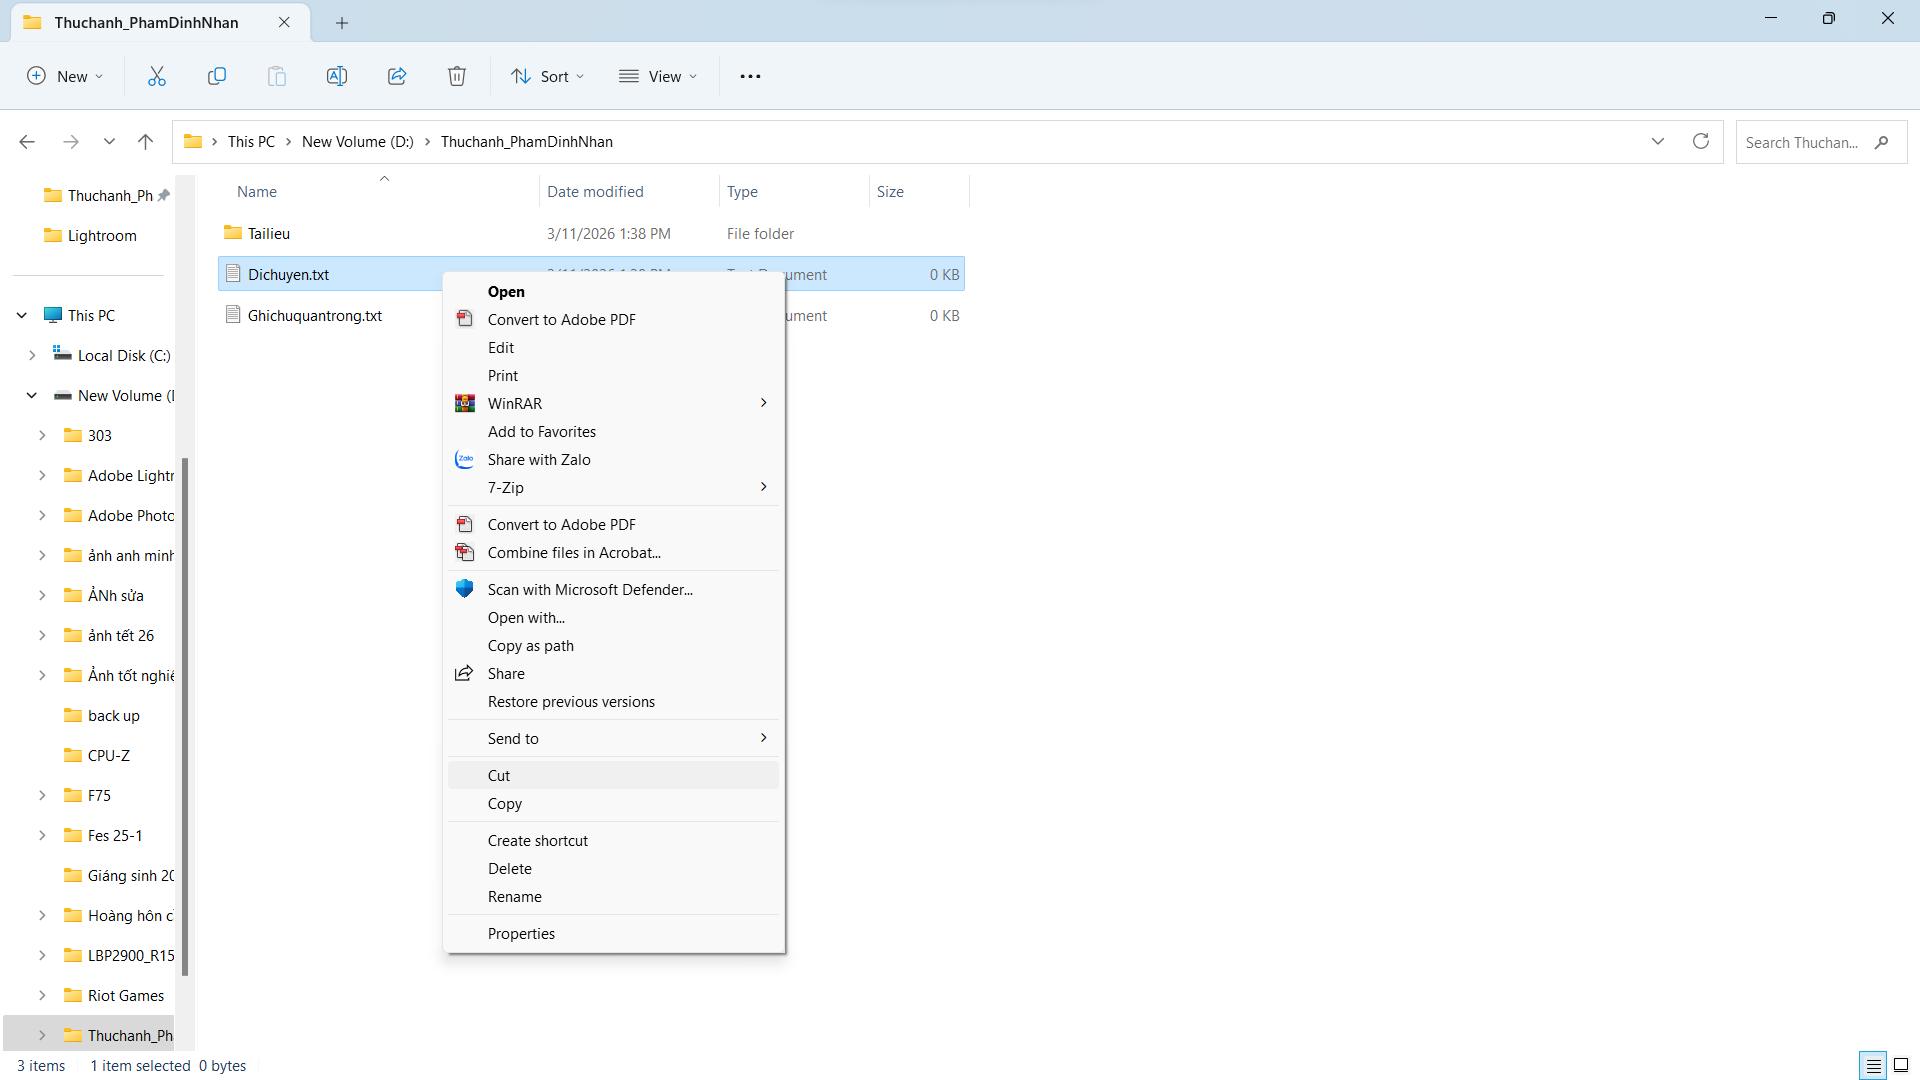 Thuchanh_PhamDinhNhan
New
Sort
View
This PC
New Volume (D:)
Thuchanh_PhamDinhNhan
Search Thuchan...
Thuchanh_Ph
Lightroom
This PC
Local Disk (C:)
New Volume (
303
Adobe Lightr
Adobe Photo
ảnh anh minh
ẢNh sửa
ảnh tết 26
Ảnh tốt nghiê
back up
CPU-Z
F75
Fes 25-1
Giáng sinh 20
Hoàng hôn c
LBP2900_R15
Riot Games
Thuchanh_Ph
Name Date modified Type Size
Tailieu 3/11/2026 1:38 PM File folder
Dichuyen.txt ument 0 KB
Ghichuquantrong.txt ument 0 KB
Open
Convert to Adobe PDF
Edit
Print
WinRAR
Add to Favorites
Zalo Share with Zalo
7-Zip
Convert to Adobe PDF
Combine files in Acrobat...
Scan with Microsoft Defender...
Open with...
Copy as path
Share
Restore previous versions
Send to
Cut
Copy
Create shortcut
Delete
Rename
Properties
3 items 1 item selected 0 bytes